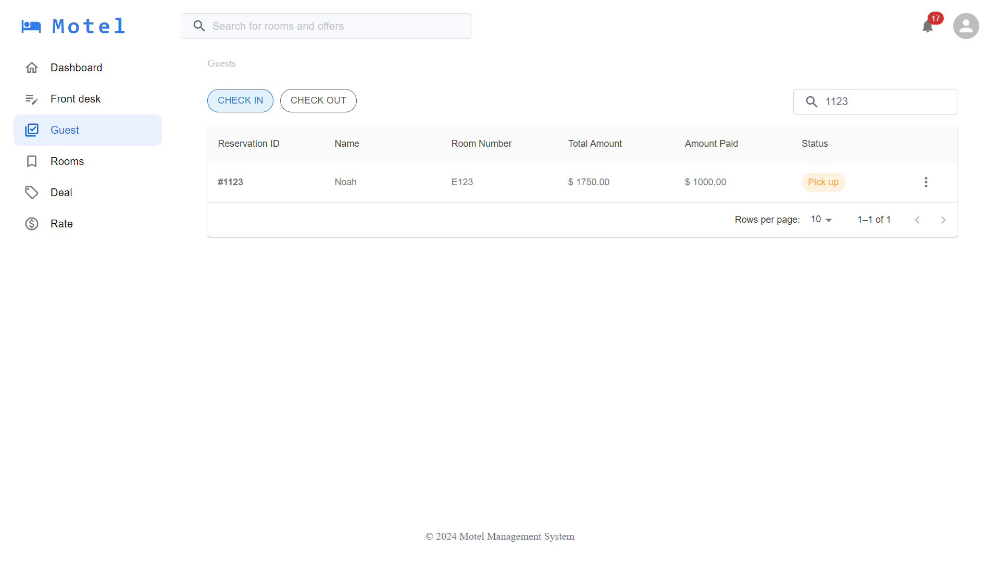 Motel
Search for rooms and offers
17
Dashboard
Front desk
Guest
Rooms
Deal
Rate
Guests
CHECK IN CHECK OUT
1123
Reservation ID Name Room Number Total Amount Amount Paid Status
#1123 Noah E123 $ 1750.00 $ 1000.00 Pick up
Rows per page: 10 1–1 of 1
© 2024 Motel Management System